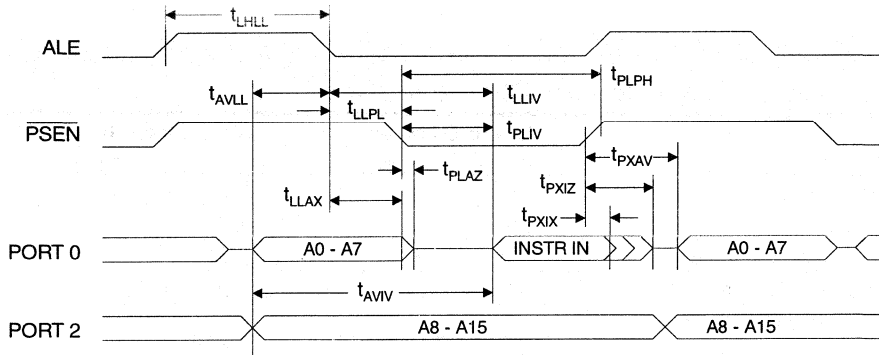 tLHLL
ALE
tPLPH
tAVLL
tLLIV
tLLPL
PSEN
tPLIV
tPLAZ
tPXAV
tPXIZ
tLLAX
tPXIX
PORT 0
A0 - A7
INSTR IN
A0 - A7
tAVIV
PORT 2
A8 - A15
A8 - A15